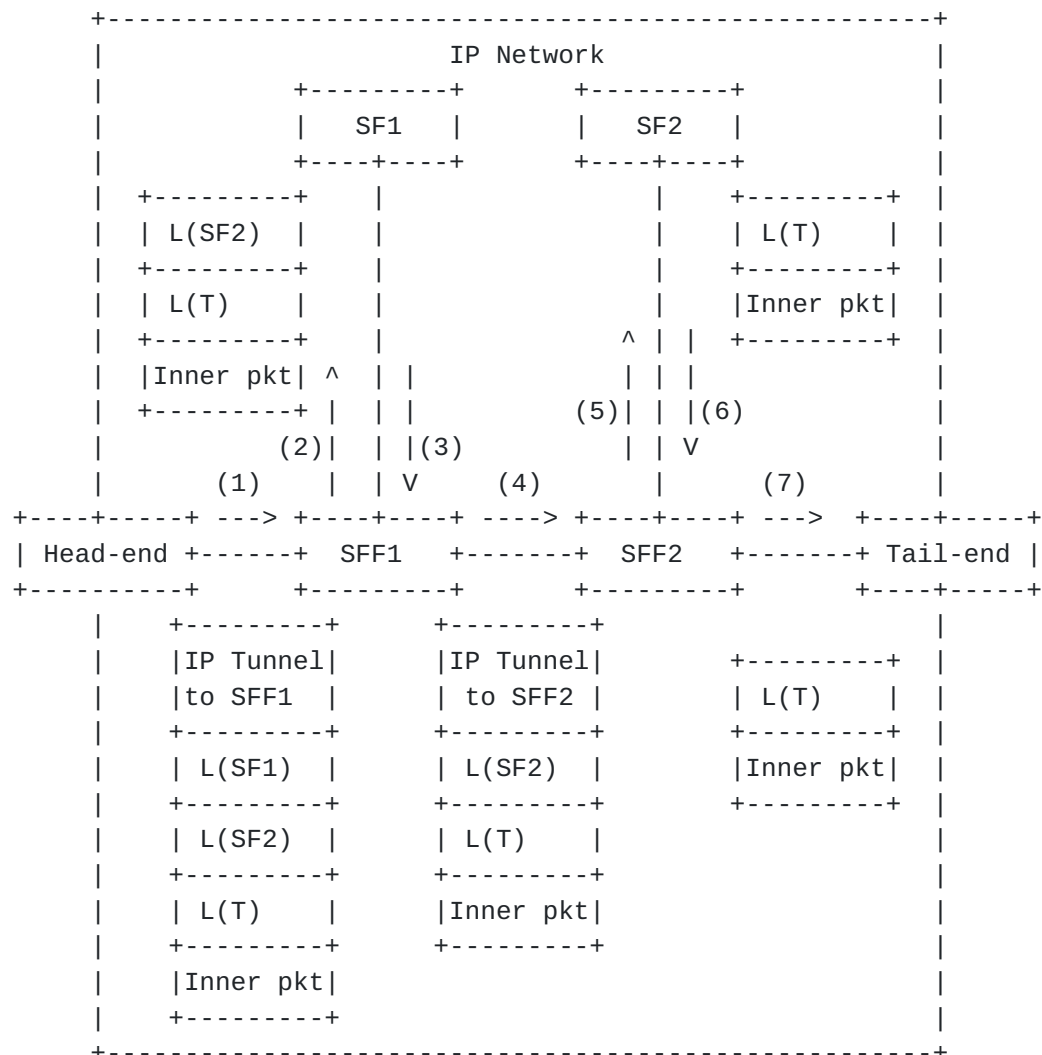 IP Network
SF1 SF2
L(SF2) L(T)
L(T) Inner pkt
Inner pkt
(5) (6)
(2) (3)
(1) (4) (7)
Head-end SFF1 SFF2 Tail-end
IP Tunnel IP Tunnel
to SFF1 to SFF2 L(T)
L(SF1) L(SF2) Inner pkt
L(SF2) L(T)
L(T) Inner pkt
Inner pkt